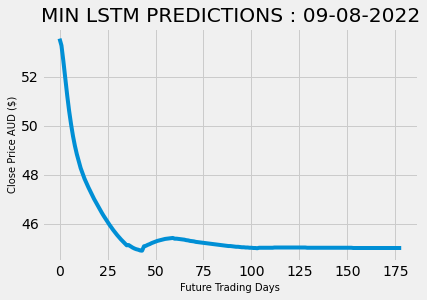 MIN LSTM PREDICTIONS : 09-08-2022
Close Price AUD ($)
52
50
48
46
0 25 50 75 100 125 150 175
Future Trading Days